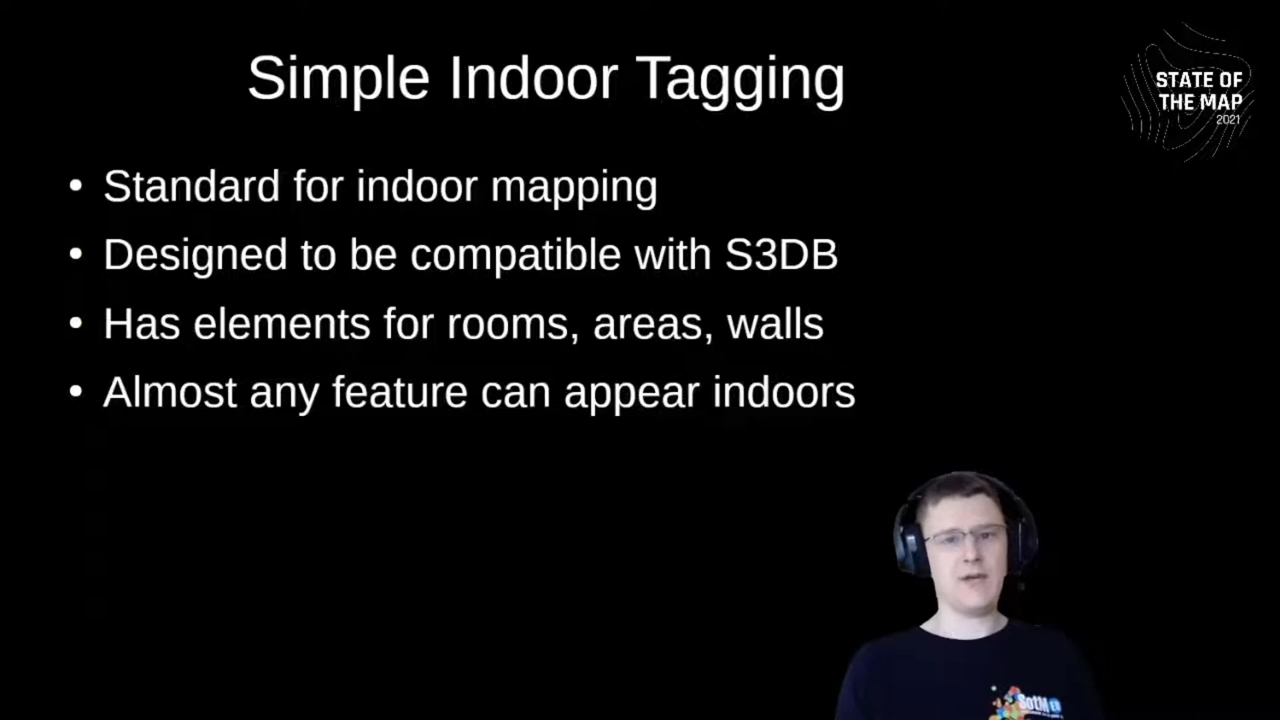 Simple Indoor Tagging
STATE OF
THE MAP
2021
• Standard for indoor mapping
• Designed to be compatible with S3DB
• Has elements for rooms, areas, walls
• Almost any feature can appear indoors
SotM